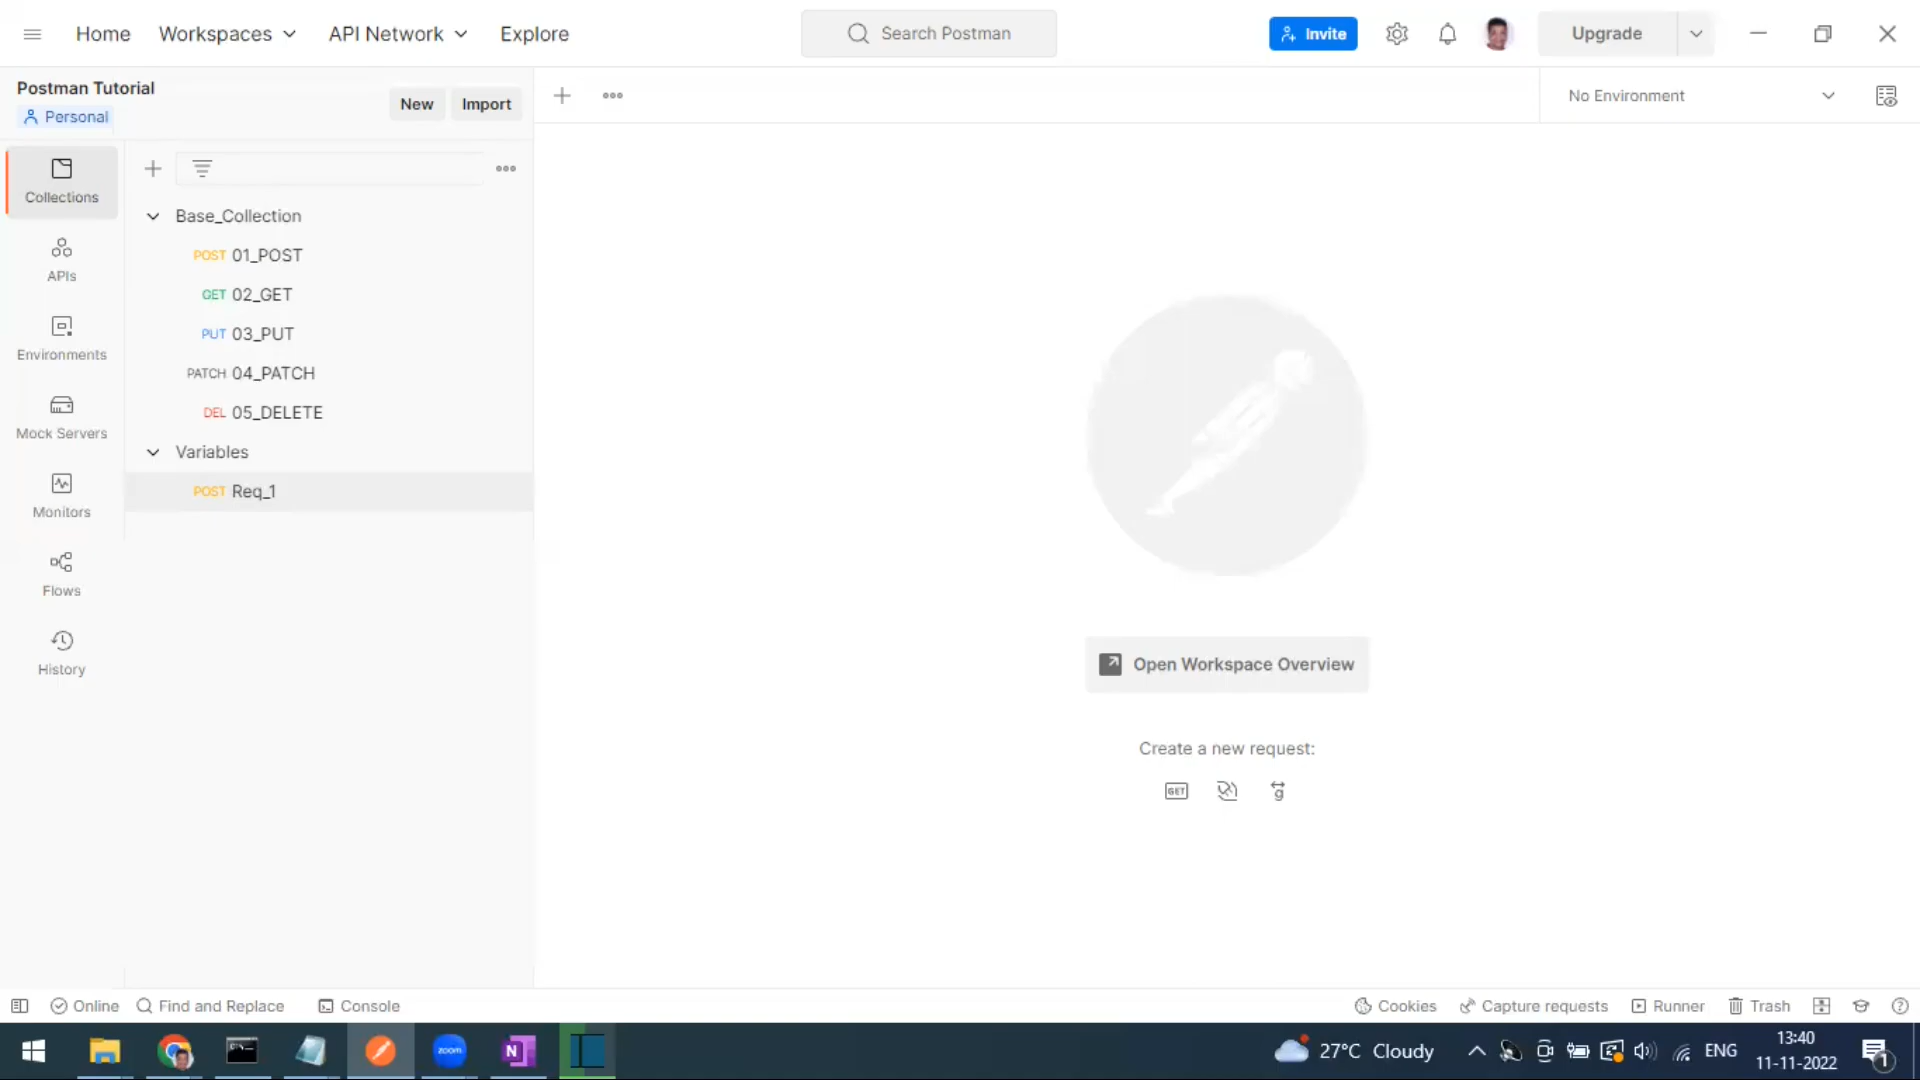 Home
Workspaces
API Network
Explore
Search Postman
Invite
Upgrade
Postman Tutorial
Personal
New
Import
No Environment
Collections
APIs
Environments
Mock Servers
Monitors
Flows
History
Base_Collection
POST 01_POST
GET 02_GET
PUT 03_PUT
PATCH 04_PATCH
DEL 05_DELETE
Variables
POST Req_1
Open Workspace Overview
Create a new request:
GET
g
Online
Find and Replace
Console
Cookies
Capture requests
Runner
Trash
zoom
N
27°C Cloudy
ENG
13:40
11-11-2022
1